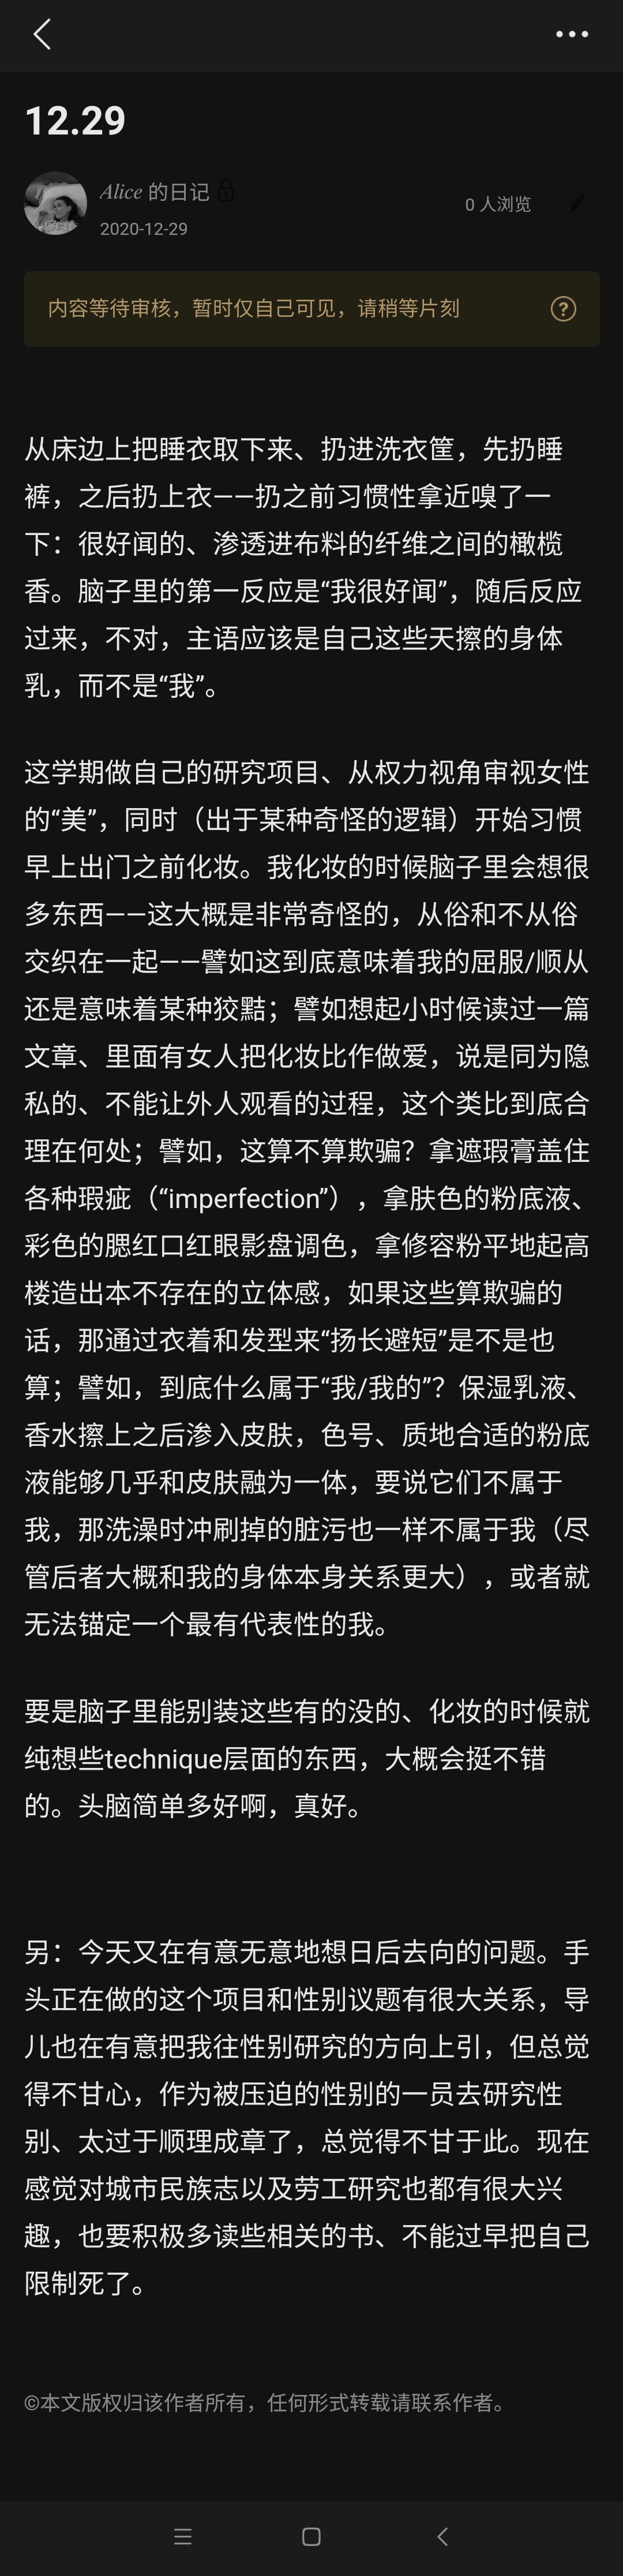 12.29
Alice 的日记
2020-12-29
0 人浏览
内容等待审核，暂时仅自己可见，请稍等片刻
从床边上把睡衣取下来、扔进洗衣筐，先扔睡
裤，之后扔上衣——扔之前习惯性拿近嗅了一
下：很好闻的、渗透进布料的纤维之间的橄榄
香。脑子里的第一反应是“我很好闻”，随后反应
过来，不对，主语应该是自己这些天擦的身体
乳，而不是“我”。
这学期做自己的研究项目、从权力视角审视女性
的“美”，同时（出于某种奇怪的逻辑）开始习惯
早上出门之前化妆。我化妆的时候脑子里会想很
多东西——这大概是非常奇怪的，从俗和不从俗
交织在一起——譬如这到底意味着我的屈服/顺从
还是意味着某种狡黠；譬如想起小时候读过一篇
文章、里面有女人把化妆比作做爱，说是同为隐
私的、不能让外人观看的过程，这个类比到底合
理在何处；譬如，这算不算欺骗？拿遮瑕膏盖住
各种瑕疵（“imperfection”），拿肤色的粉底液、
彩色的腮红口红眼影盘调色，拿修容粉平地起高
楼造出本不存在的立体感，如果这些算欺骗的
话，那通过衣着和发型来“扬长避短”是不是也
算；譬如，到底什么属于“我/我的”？保湿乳液、
香水擦上之后渗入皮肤，色号、质地合适的粉底
液能够几乎和皮肤融为一体，要说它们不属于
我，那洗澡时冲刷掉的脏污也一样不属于我（尽
管后者大概和我的身体本身关系更大），或者就
无法锚定一个最有代表性的我。
要是脑子里能别装这些有的没的、化妆的时候就
纯想些technique层面的东西，大概会挺不错
的。头脑简单多好啊，真好。
另：今天又在有意无意地想日后去向的问题。手
头正在做的这个项目和性别议题有很大关系，导
儿也在有意把我往性别研究的方向上引，但总觉
得不甘心，作为被压迫的性别的一员去研究性
别、太过于顺理成章了，总觉得不甘于此。现在
感觉对城市民族志以及劳工研究也都有很大兴
趣，也要积极多读些相关的书、不能过早把自己
限制死了。
©本文版权归该作者所有，任何形式转载请联系作者。